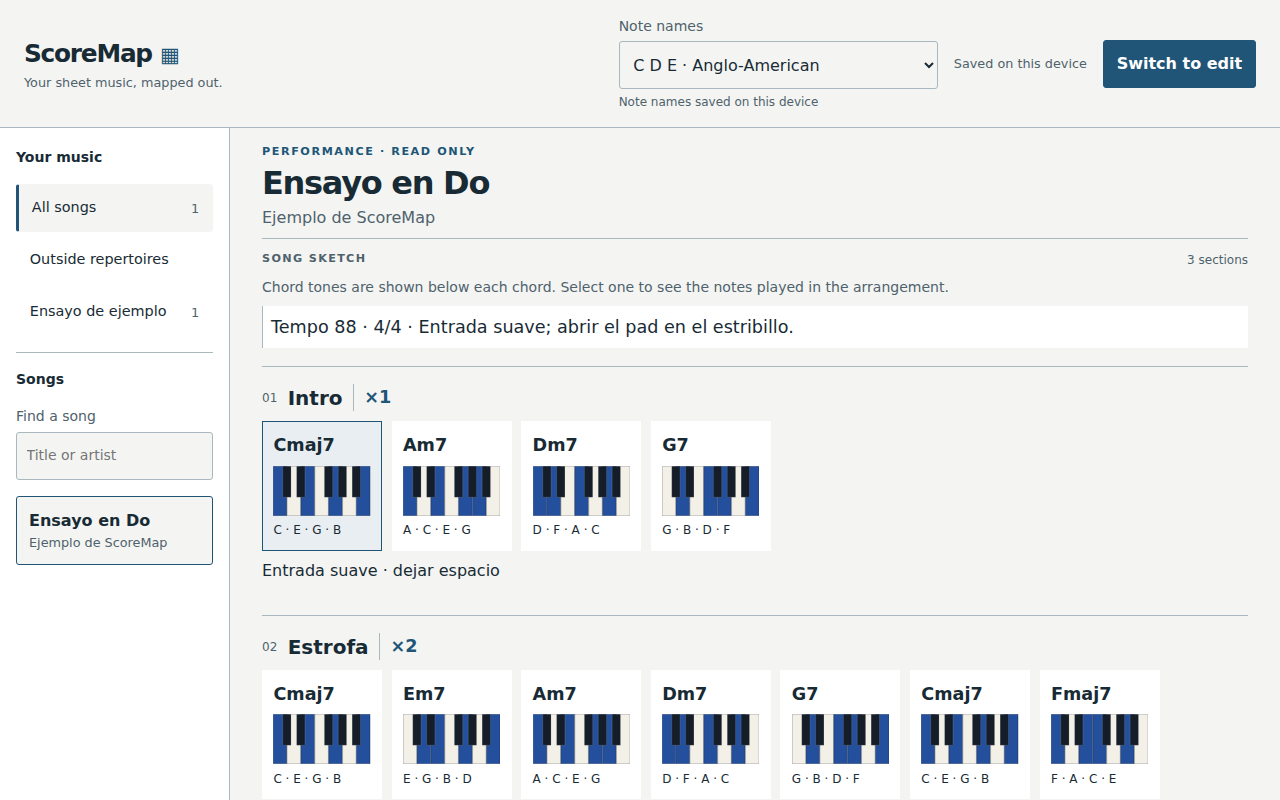 ScoreMap ▦
Your sheet music, mapped out.
Note names
C D E · Anglo-American
Note names saved on this device
Saved on this device
Switch to edit
Your music
All songs 1
Outside repertoires
Ensayo de ejemplo 1
Songs
Find a song
Title or artist
Ensayo en Do
Ejemplo de ScoreMap
PERFORMANCE · READ ONLY
Ensayo en Do
Ejemplo de ScoreMap
SONG SKETCH 3 sections
Chord tones are shown below each chord. Select one to see the notes played in the arrangement.
Tempo 88 · 4/4 · Entrada suave; abrir el pad en el estribillo.
01 Intro ×1
Cmaj7 Am7 Dm7 G7
C · E · G · B A · C · E · G D · F · A · C G · B · D · F
Entrada suave · dejar espacio
02 Estrofa ×2
Cmaj7 Em7 Am7 Dm7 G7 Cmaj7 Fmaj7
C · E · G · B E · G · B · D A · C · E · G D · F · A · C G · B · D · F C · E · G · B F · A · C · E